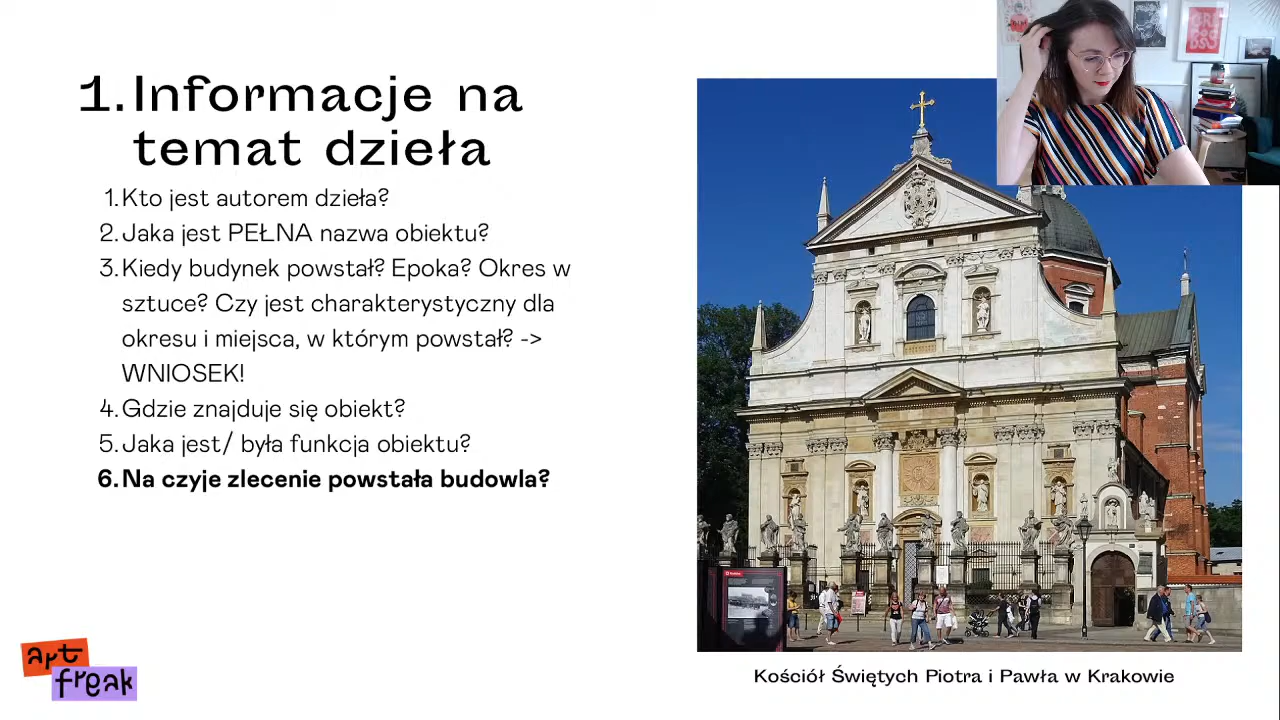 1. Informacje na
temat dzieła
1. Kto jest autorem dzieła?
2. Jaka jest PEŁNA nazwa obiektu?
3. Kiedy budynek powstał? Epoka? Okres w
sztuce? Czy jest charakterystyczny dla
okresu i miejsca, w którym powstał? ->
WNIOSEK!
4. Gdzie znajduje się obiekt?
5. Jaka jest/ była funkcja obiektu?
6. Na czyje zlecenie powstała budowla?
Kościół Świętych Piotra i Pawła w Krakowie
art
freak